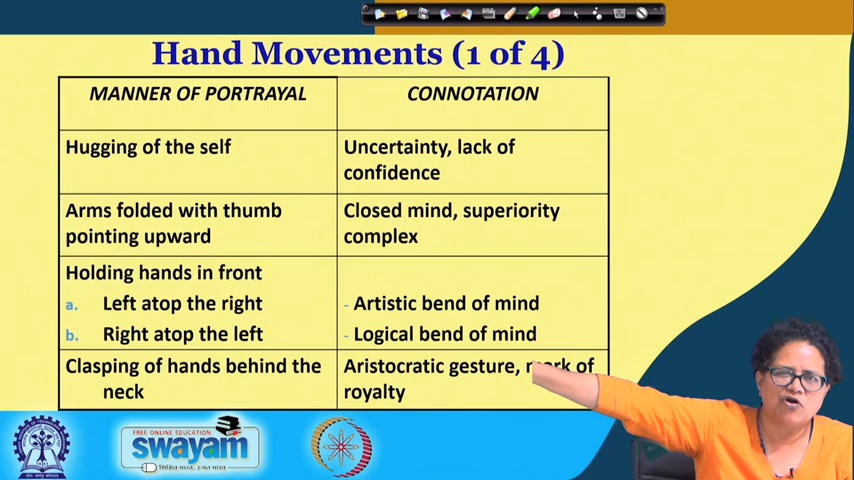 Hand Movements (1 of 4)
MANNER OF PORTRAYAL
CONNOTATION
Hugging of the self
Uncertainty, lack of
confidence
Arms folded with thumb
pointing upward
Closed mind, superiority
complex
Holding hands in front
a. Left atop the right
- Artistic bend of mind
b. Right atop the left
- Logical bend of mind
Clasping of hands behind the
neck
Aristocratic gesture, mark of
royalty
FREE ONLINE EDUCATION
swayam